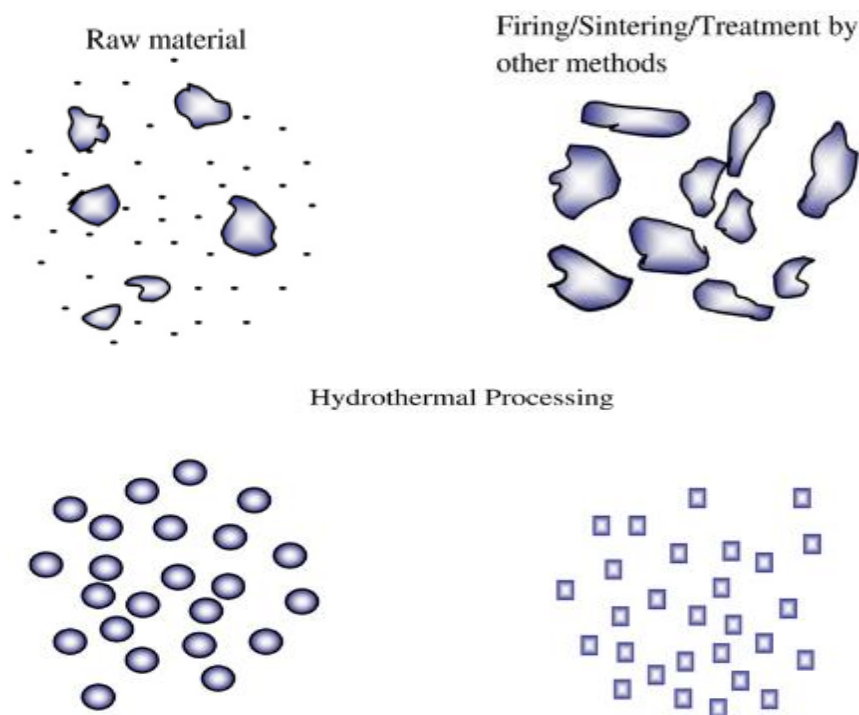 Raw material
Firing/Sintering/Treatment by
other methods
Hydrothermal Processing